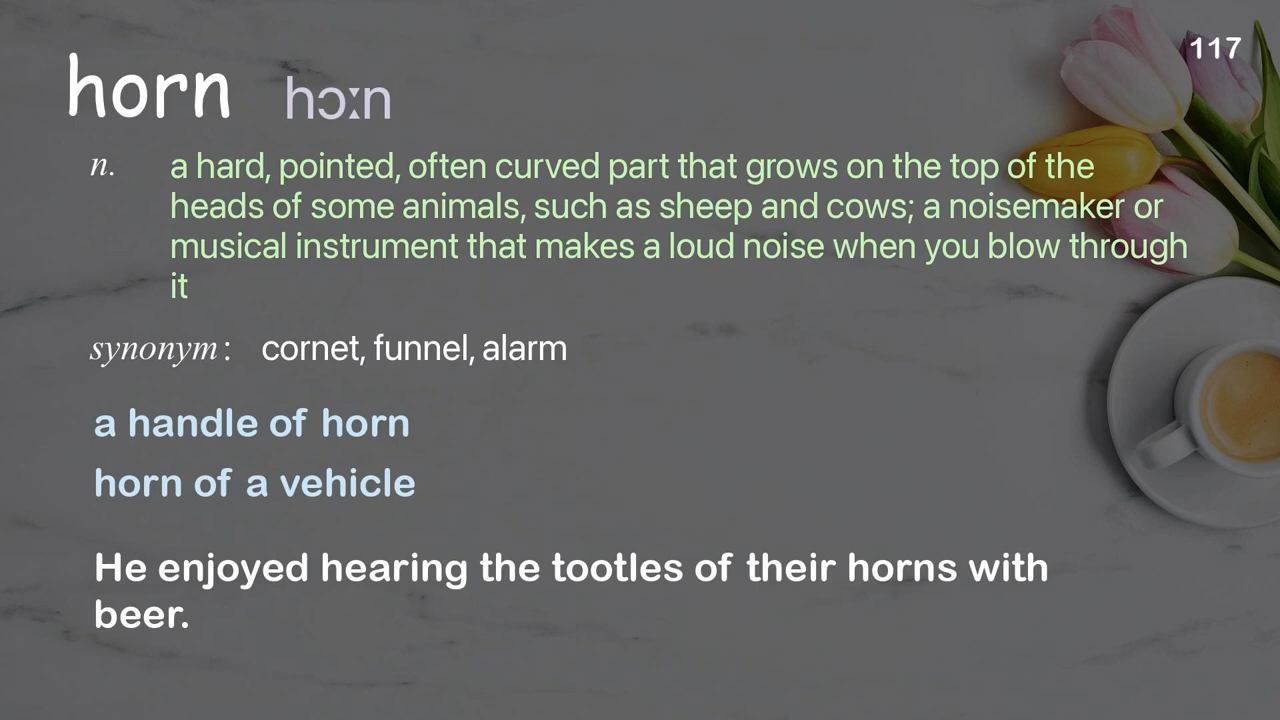 117
horn hɔːn
n. a hard, pointed, often curved part that grows on the top of the
heads of some animals, such as sheep and cows; a noisemaker or
musical instrument that makes a loud noise when you blow through
it
synonym: cornet, funnel, alarm
a handle of horn
horn of a vehicle
He enjoyed hearing the tootles of their horns with
beer.